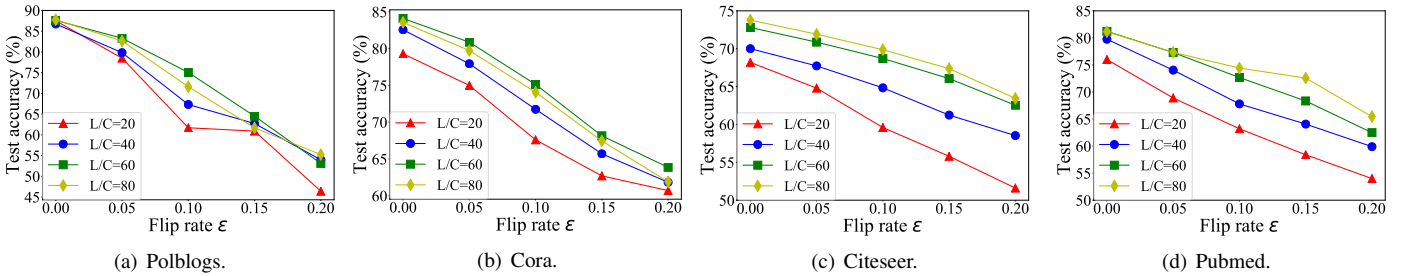 Test accuracy (%)
90
85
80
75
70
65
60
55
50
45
L/C=20
L/C=40
L/C=60
L/C=80
0.00 0.05 0.10 0.15 0.20
Flip rate ε
(a) Polblogs.
Test accuracy (%)
85
80
75
70
65
60
L/C=20
L/C=40
L/C=60
L/C=80
0.00 0.05 0.10 0.15 0.20
Flip rate ε
(b) Cora.
Test accuracy (%)
75
70
65
60
55
50
L/C=20
L/C=40
L/C=60
L/C=80
0.00 0.05 0.10 0.15 0.20
Flip rate ε
(c) Citeseer.
Test accuracy (%)
85
80
75
70
65
60
55
50
L/C=20
L/C=40
L/C=60
L/C=80
0.00 0.05 0.10 0.15 0.20
Flip rate ε
(d) Pubmed.